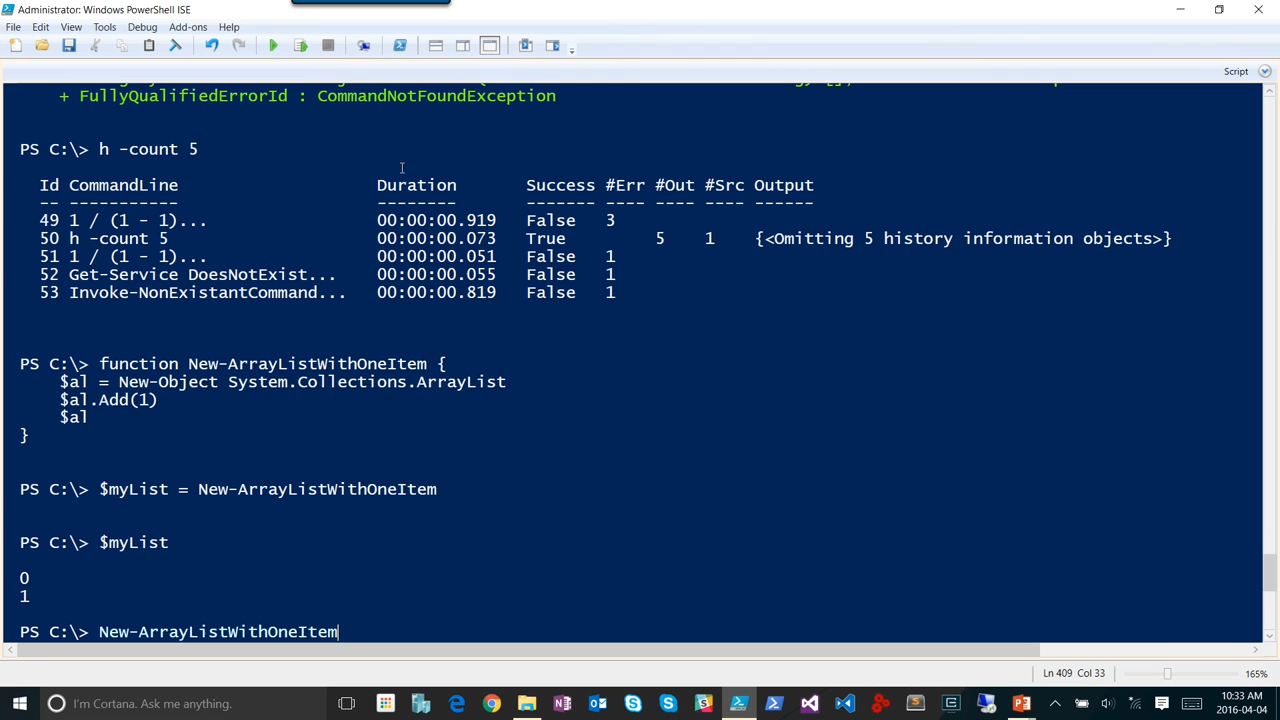 Administrator: Windows PowerShell ISE
File Edit View Tools Debug Add-ons Help
Script
+ FullyQualifiedErrorId : CommandNotFoundException
PS C:\> h -count 5
Id CommandLine Duration Success #Err #Out #Src Output
-- ----------- -------- ------- ---- ---- ---- ------
49 1 / (1 - 1)... 00:00:00.919 False 3
50 h -count 5 00:00:00.073 True 5 1 {<Omitting 5 history information objects>}
51 1 / (1 - 1)... 00:00:00.051 False 1
52 Get-Service DoesNotExist... 00:00:00.055 False 1
53 Invoke-NonExistantCommand... 00:00:00.819 False 1
PS C:\> function New-ArrayListWithOneItem {
$al = New-Object System.Collections.ArrayList
$al.Add(1)
$al
}
PS C:\> $myList = New-ArrayListWithOneItem
PS C:\> $myList
0
1
PS C:\> New-ArrayListWithOneItem
Ln 409 Col 33 165%
I'm Cortana. Ask me anything.
10:33 AM
2016-04-04